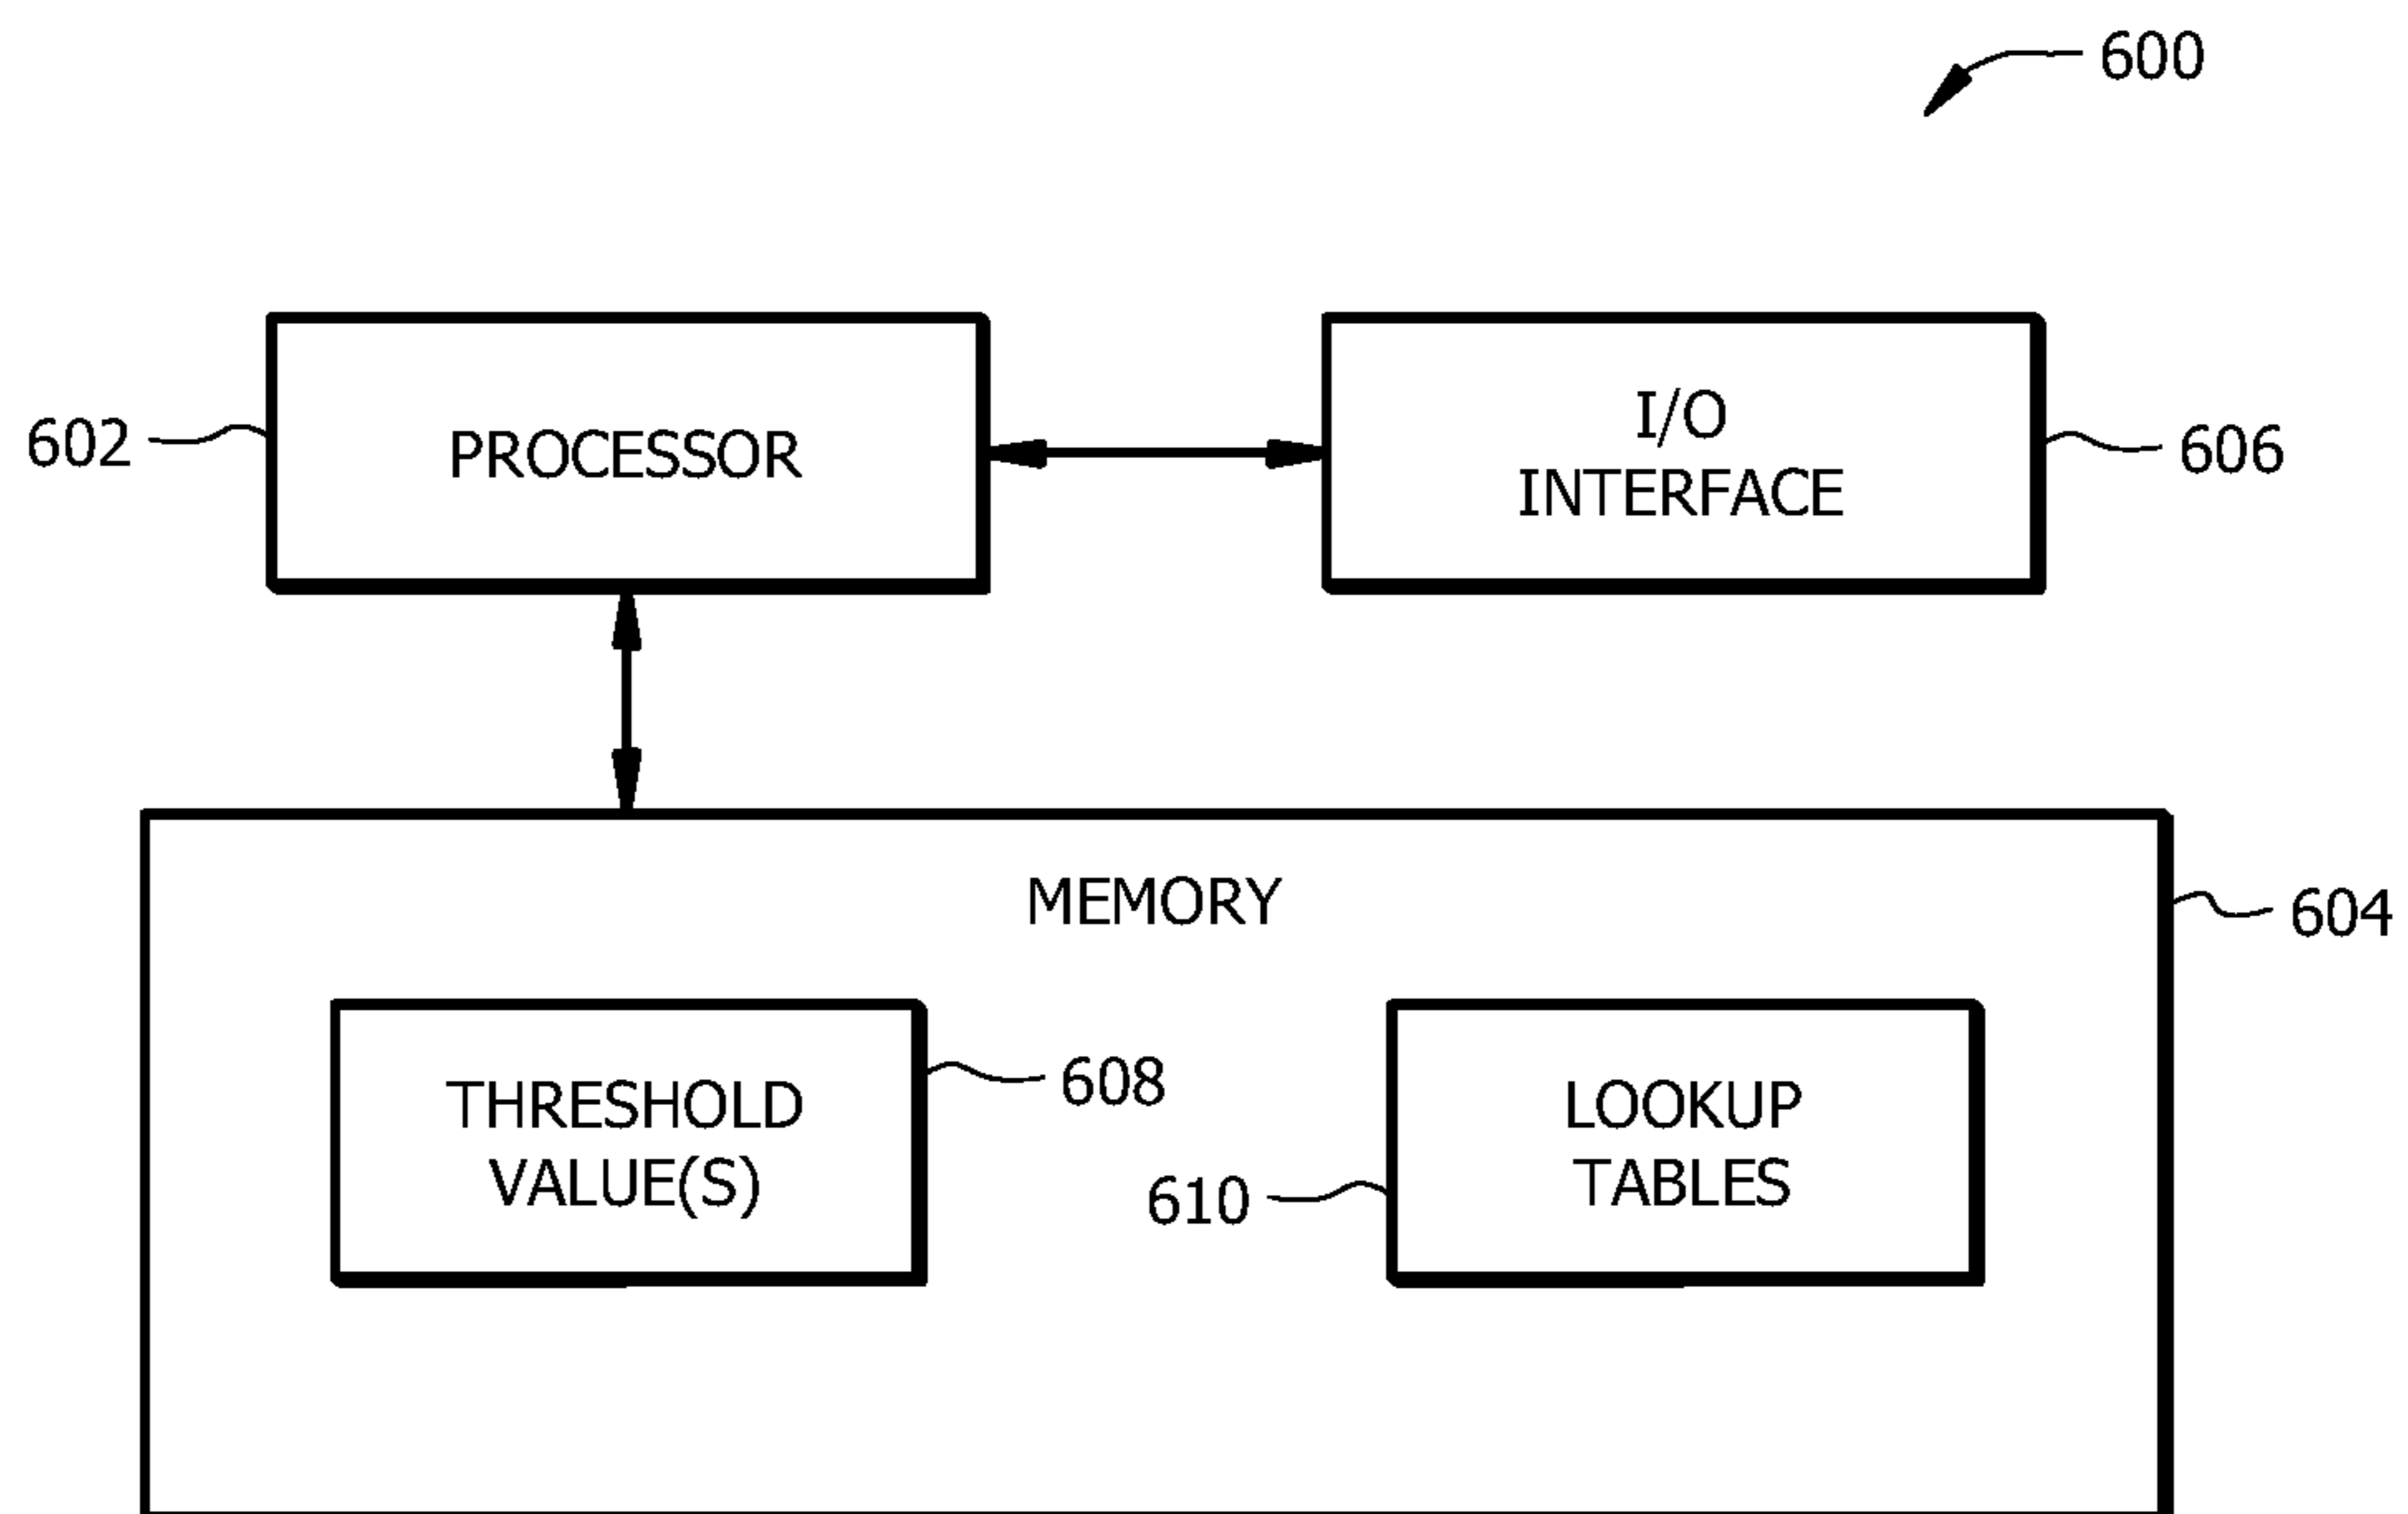 600
602
PROCESSOR
I/O
INTERFACE
606
MEMORY
604
THRESHOLD
VALUE(S)
608
610
LOOKUP
TABLES